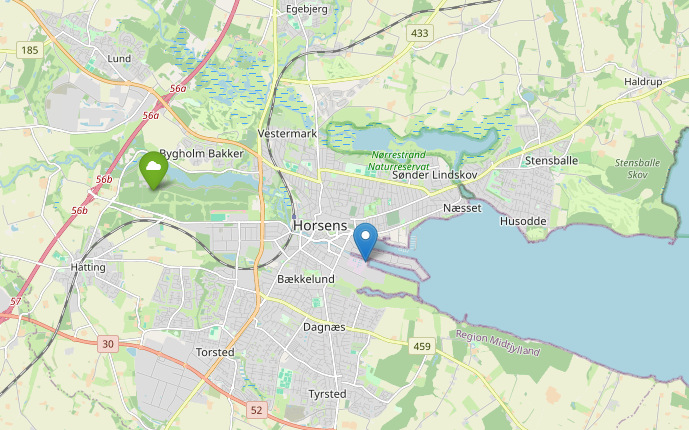 Egebjerg
433
185
Lund
Haldrup
56a
56a
Vestermark
Bygholm Bakker
Nørrestrand
Naturreservat
Stensballe
Stensballe
Skov
Sønder Lindskov
56b
56b
Næsset
Husodde
Horsens
Hatting
Bækkelund
57
Dagnæs
30
459
Region Midtjylland
Torsted
Tyrsted
52